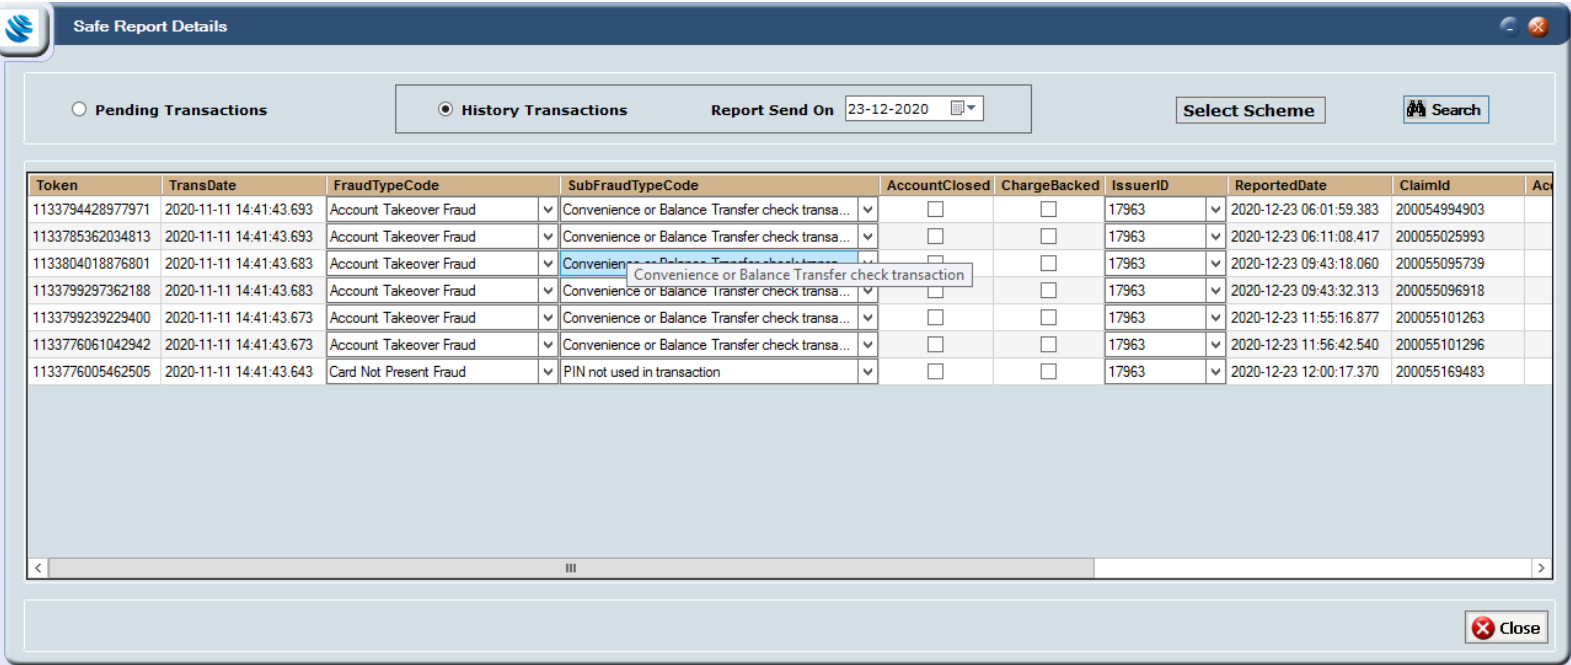 Safe Report Details
Pending Transactions History Transactions Report Send On 23-12-2020 Select Scheme Search
Token TransDate FraudTypeCode SubFraudTypeCode AccountClosed ChargeBacked IssuerID ReportedDate ClaimId
1133794428977971 2020-11-11 14:41:43.693 Account Takeover Fraud Convenience or Balance Transfer check transa... 17963 2020-12-23 06:01:59.383 200054994903
1133785362034813 2020-11-11 14:41:43.693 Account Takeover Fraud Convenience or Balance Transfer check transa... 17963 2020-12-23 06:11:08.417 200055025993
1133804018876801 2020-11-11 14:41:43.683 Account Takeover Fraud 17963 2020-12-23 09:43:18.060 200055095739
Convenience or Balance Transfer check transaction
1133799297362188 2020-11-11 14:41:43.683 Account Takeover Fraud Convenience or Balance Transfer check transa... 17963 2020-12-23 09:43:32.313 200055096918
1133799239229400 2020-11-11 14:41:43.673 Account Takeover Fraud Convenience or Balance Transfer check transa... 17963 2020-12-23 11:55:16.877 200055101263
1133776061042942 2020-11-11 14:41:43.673 Account Takeover Fraud Convenience or Balance Transfer check transa... 17963 2020-12-23 11:56:42.540 200055101296
1133776005462505 2020-11-11 14:41:43.643 Card Not Present Fraud PIN not used in transaction 17963 2020-12-23 12:00:17.370 200055169483
Close